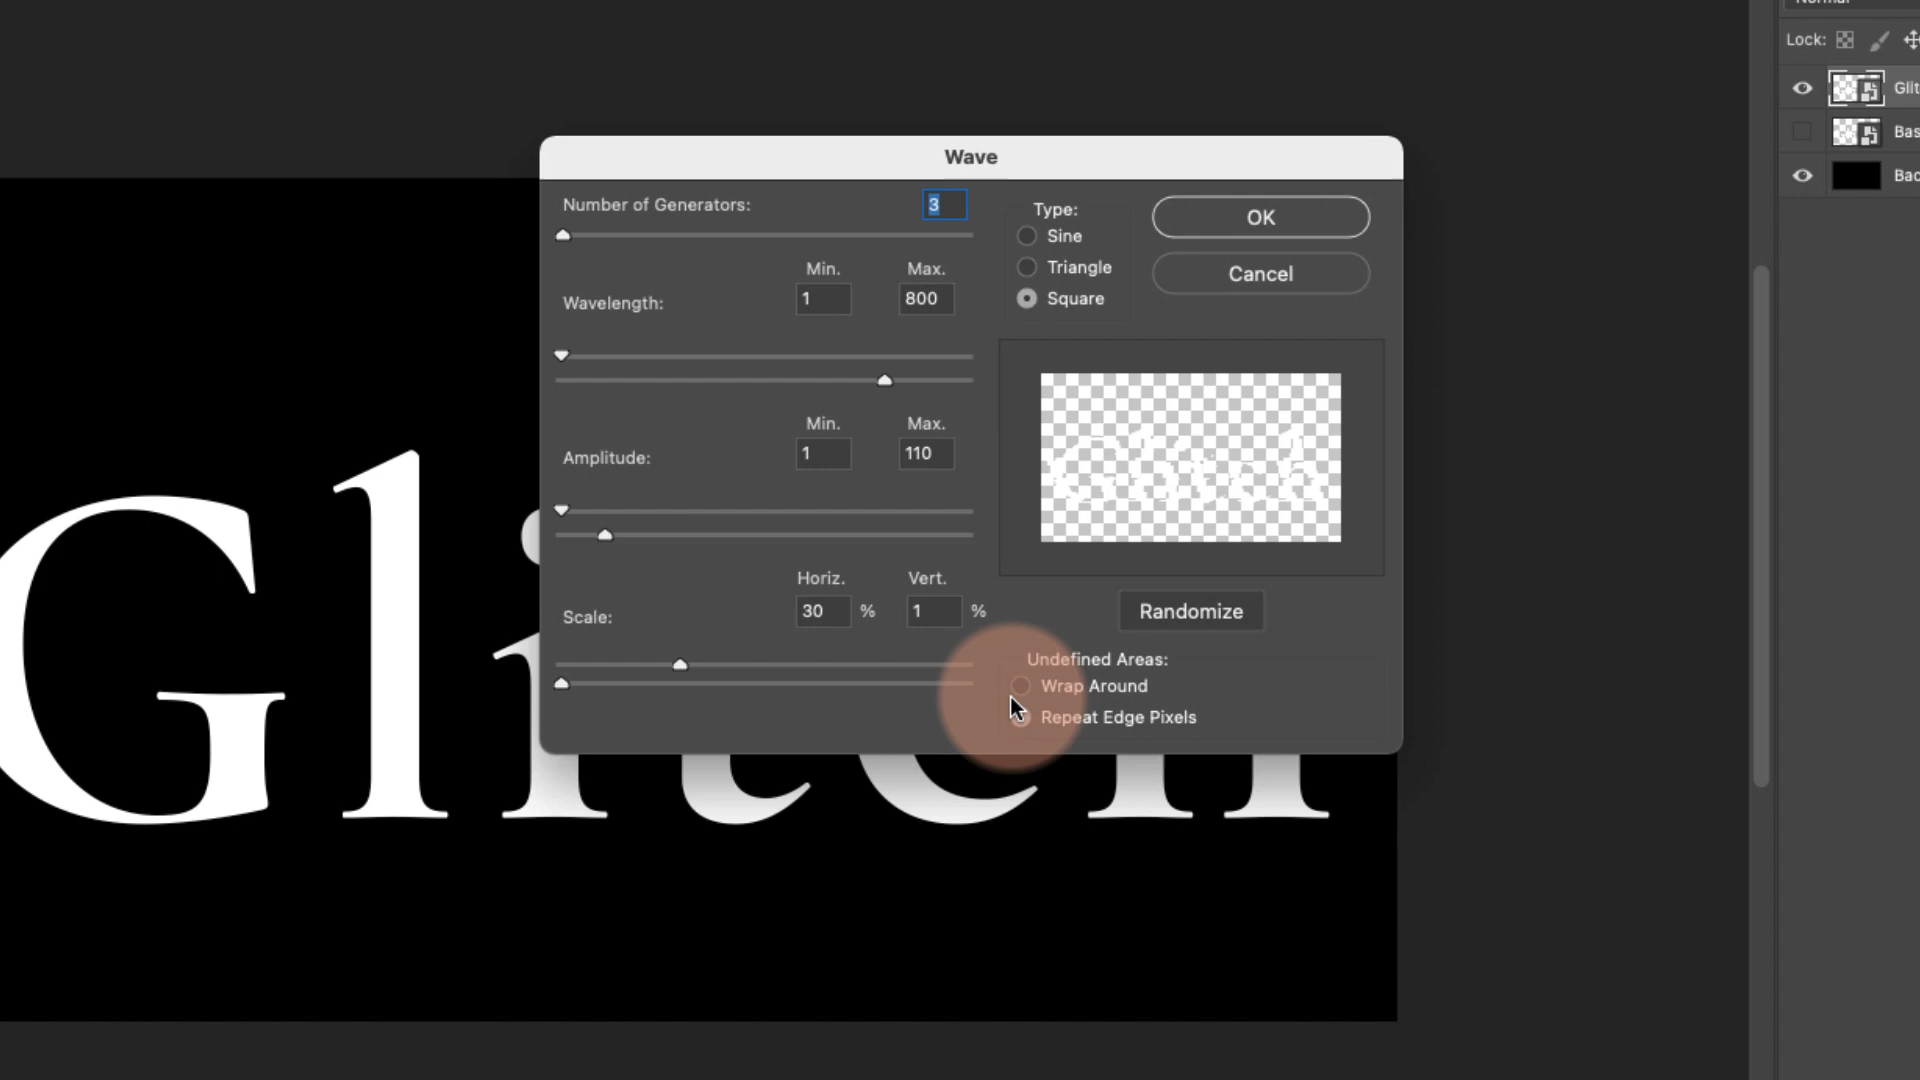 Normal
Lock:
Glit
Bas
Bac
Wave
Number of Generators: 3
Min. Max.
Wavelength: 1 800
Min. Max.
Amplitude: 1 110
Horiz. Vert.
Scale: 30 % 1 %
Type:
Sine
Triangle
Square
OK
Cancel
Glitch
Randomize
Undefined Areas:
Wrap Around
Repeat Edge Pixels
Glitch